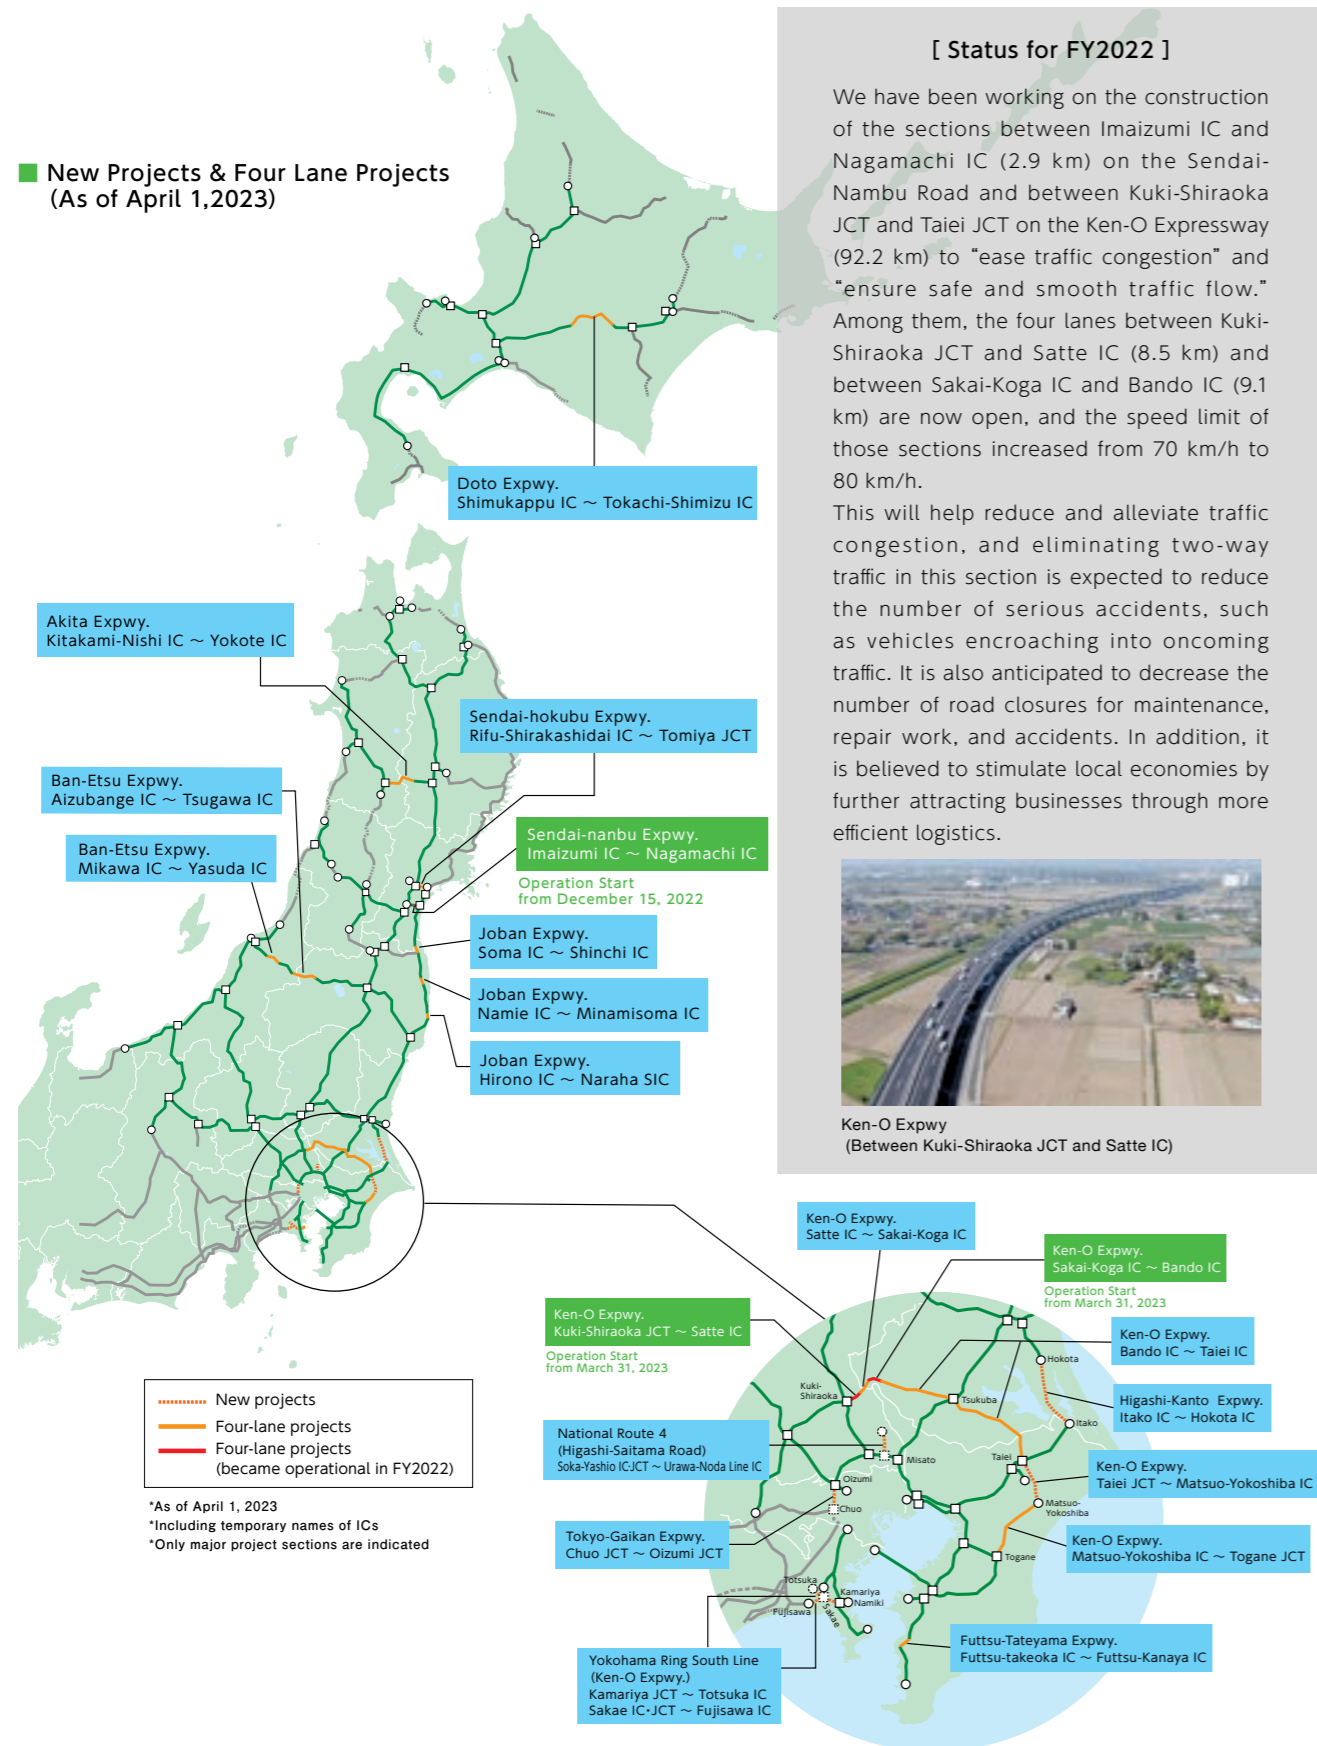 New Projects & Four Lane Projects
(As of April 1,2023)
[ Status for FY2022 ]
We have been working on the construction
of the sections between Imaizumi IC and
Nagamachi IC (2.9 km) on the Sendai-
Nambu Road and between Kuki-Shiraoka
JCT and Taiei JCT on the Ken-O Expressway
(92.2 km) to “ease traffic congestion” and
“ensure safe and smooth traffic flow.”
Among them, the four lanes between Kuki-
Shiraoka JCT and Satte IC (8.5 km) and
between Sakai-Koga IC and Bando IC (9.1
km) are now open, and the speed limit of
those sections increased from 70 km/h to
80 km/h.
This will help reduce and alleviate traffic
congestion, and eliminating two-way
traffic in this section is expected to reduce
the number of serious accidents, such
as vehicles encroaching into oncoming
traffic. It is also anticipated to decrease the
number of road closures for maintenance,
repair work, and accidents. In addition, it
is believed to stimulate local economies by
further attracting businesses through more
efficient logistics.
Ken-O Expwy
(Between Kuki-Shiraoka JCT and Satte IC)
Doto Expwy.
Shimukappu IC ~ Tokachi-Shimizu IC
Akita Expwy.
Kitakami-Nishi IC ~ Yokote IC
Sendai-hokubu Expwy.
Rifu-Shirakashidai IC ~ Tomiya JCT
Ban-Etsu Expwy.
Aizubange IC ~ Tsugawa IC
Ban-Etsu Expwy.
Mikawa IC ~ Yasuda IC
Sendai-nanbu Expwy.
Imaizumi IC ~ Nagamachi IC
Operation Start
from December 15, 2022
Joban Expwy.
Soma IC ~ Shinchi IC
Joban Expwy.
Namie IC ~ Minamisoma IC
Joban Expwy.
Hirono IC ~ Naraha SIC
Ken-O Expwy.
Satte IC ~ Sakai-Koga IC
Ken-O Expwy.
Sakai-Koga IC ~ Bando IC
Operation Start
from March 31, 2023
Ken-O Expwy.
Kuki-Shiraoka JCT ~ Satte IC
Operation Start
from March 31, 2023
Ken-O Expwy.
Bando IC ~ Taiei IC
Higashi-Kanto Expwy.
Itako IC ~ Hokota IC
National Route 4
(Higashi-Saitama Road)
Soka-Yashio IC·JCT ~ Urawa-Noda Line IC
Ken-O Expwy.
Taiei JCT ~ Matsuo-Yokoshiba IC
Tokyo-Gaikan Expwy.
Chuo JCT ~ Oizumi JCT
Ken-O Expwy.
Matsuo-Yokoshiba IC ~ Togane JCT
Futtsu-Tateyama Expwy.
Futtsu-takeoka IC ~ Futtsu-Kanaya IC
Yokohama Ring South Line
(Ken-O Expwy.)
Kamariya JCT ~ Totsuka IC
Sakae IC·JCT ~ Fujisawa IC
Hokota
Kuki-
Shiraoka
Tsukuba
Itako
Misato
Taiei
Oizumi
Chuo
Matsuo-
Yokoshiba
Togane
Totsuka
Kamariya
Namiki
Fujisawa
Sakae
New projects
Four-lane projects
Four-lane projects
(became operational in FY2022)
*As of April 1, 2023
*Including temporary names of ICs
*Only major project sections are indicated